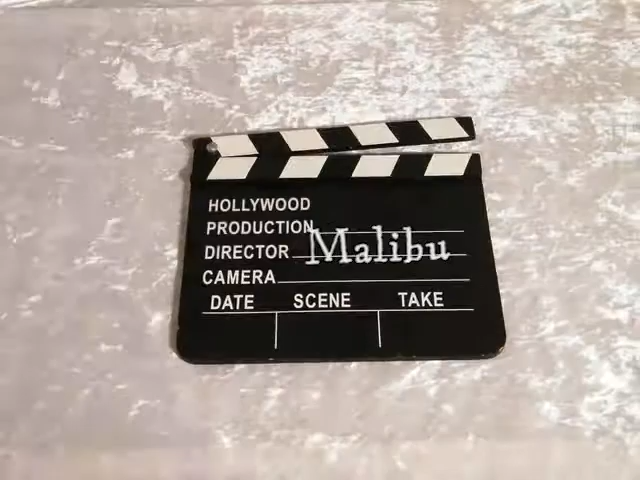 HOLLYWOOD
PRODUCTION
DIRECTOR Malibu
CAMERA
DATE SCENE TAKE